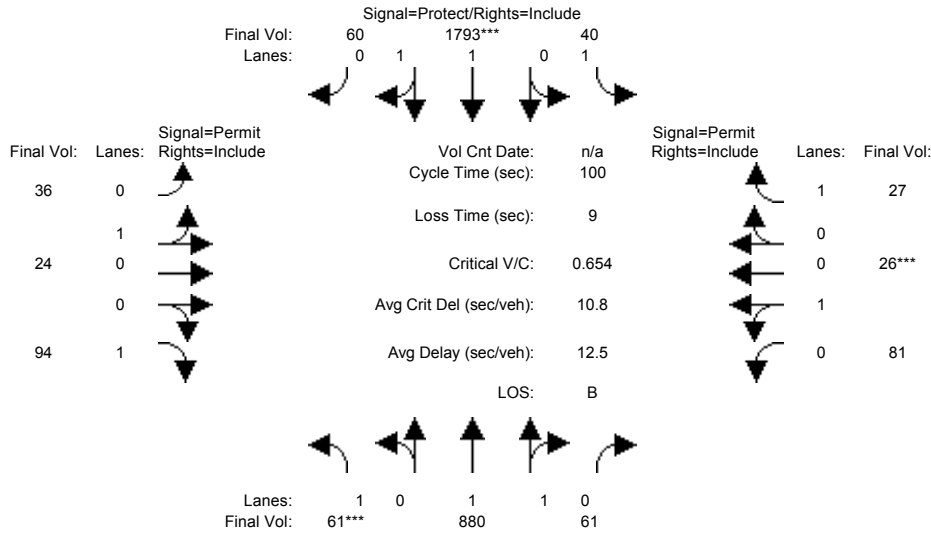 Signal=Protect/Rights=Include
Final Vol: 60 1793*** 40
Lanes: 0 1 1 0 1
Signal=Permit Signal=Permit
Final Vol: Lanes: Rights=Include Vol Cnt Date: n/a Rights=Include Lanes: Final Vol:
Cycle Time (sec): 100
36 0 1 27
Loss Time (sec): 9
1 0
24 0 Critical V/C: 0.654 0 26***
0 Avg Crit Del (sec/veh): 10.8 1
94 1 Avg Delay (sec/veh): 12.5 0 81
LOS: B
Lanes: 1 0 1 1 0
Final Vol: 61*** 880 61